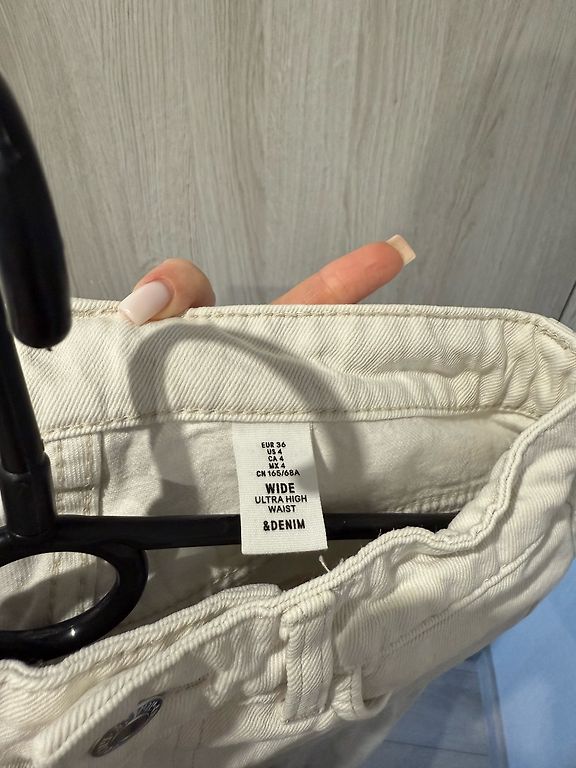 EUR 36
US 4
CA 4
MX 4
CN 165/68A
WIDE
ULTRA HIGH
WAIST
&DENIM